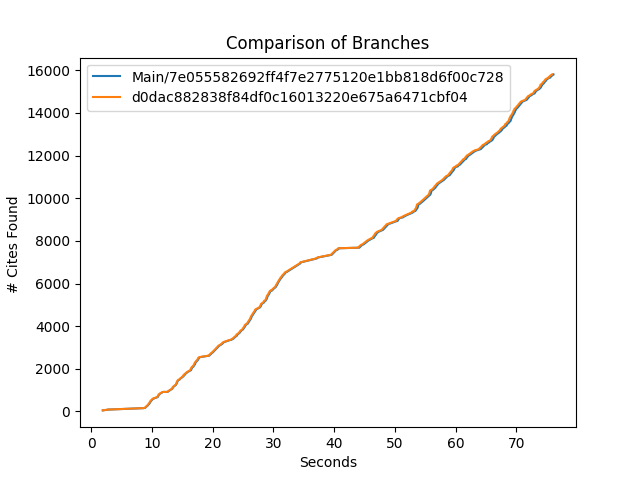 Comparison of Branches
Main/7e055582692ff4f7e2775120e1bb818d6f00c728
d0dac882838f84df0c16013220e675a6471cbf04
16000
14000
12000
10000
8000
6000
4000
2000
0
# Cites Found
0 10 20 30 40 50 60 70
Seconds